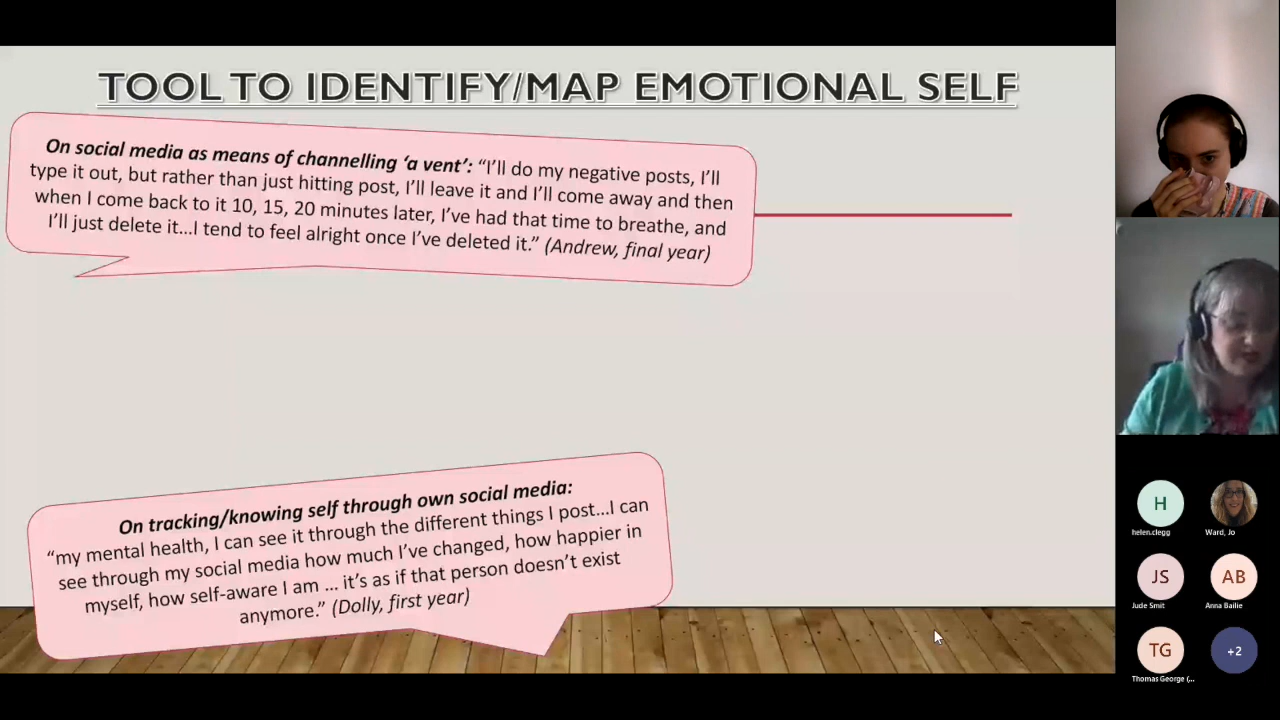 TOOL TO IDENTIFY/MAP EMOTIONAL SELF
On social media as means of channelling ‘a vent’: “I’ll do my negative posts, I’ll
type it out, but rather than just hitting post, I’ll leave it and I’ll come away and then
when I come back to it 10, 15, 20 minutes later, I’ve had that time to breathe, and
I’ll just delete it…I tend to feel alright once I’ve deleted it.” (Andrew, final year)
On tracking/knowing self through own social media:
“my mental health, I can see it through the different things I post…I can
see through my social media how much I’ve changed, how happier in
myself, how self-aware I am … it’s as if that person doesn’t exist
anymore.” (Dolly, first year)
H
helen.clegg
Ward, Jo
JS
Jude Smit
AB
Anna Bailie
TG
Thomas George (...
+2